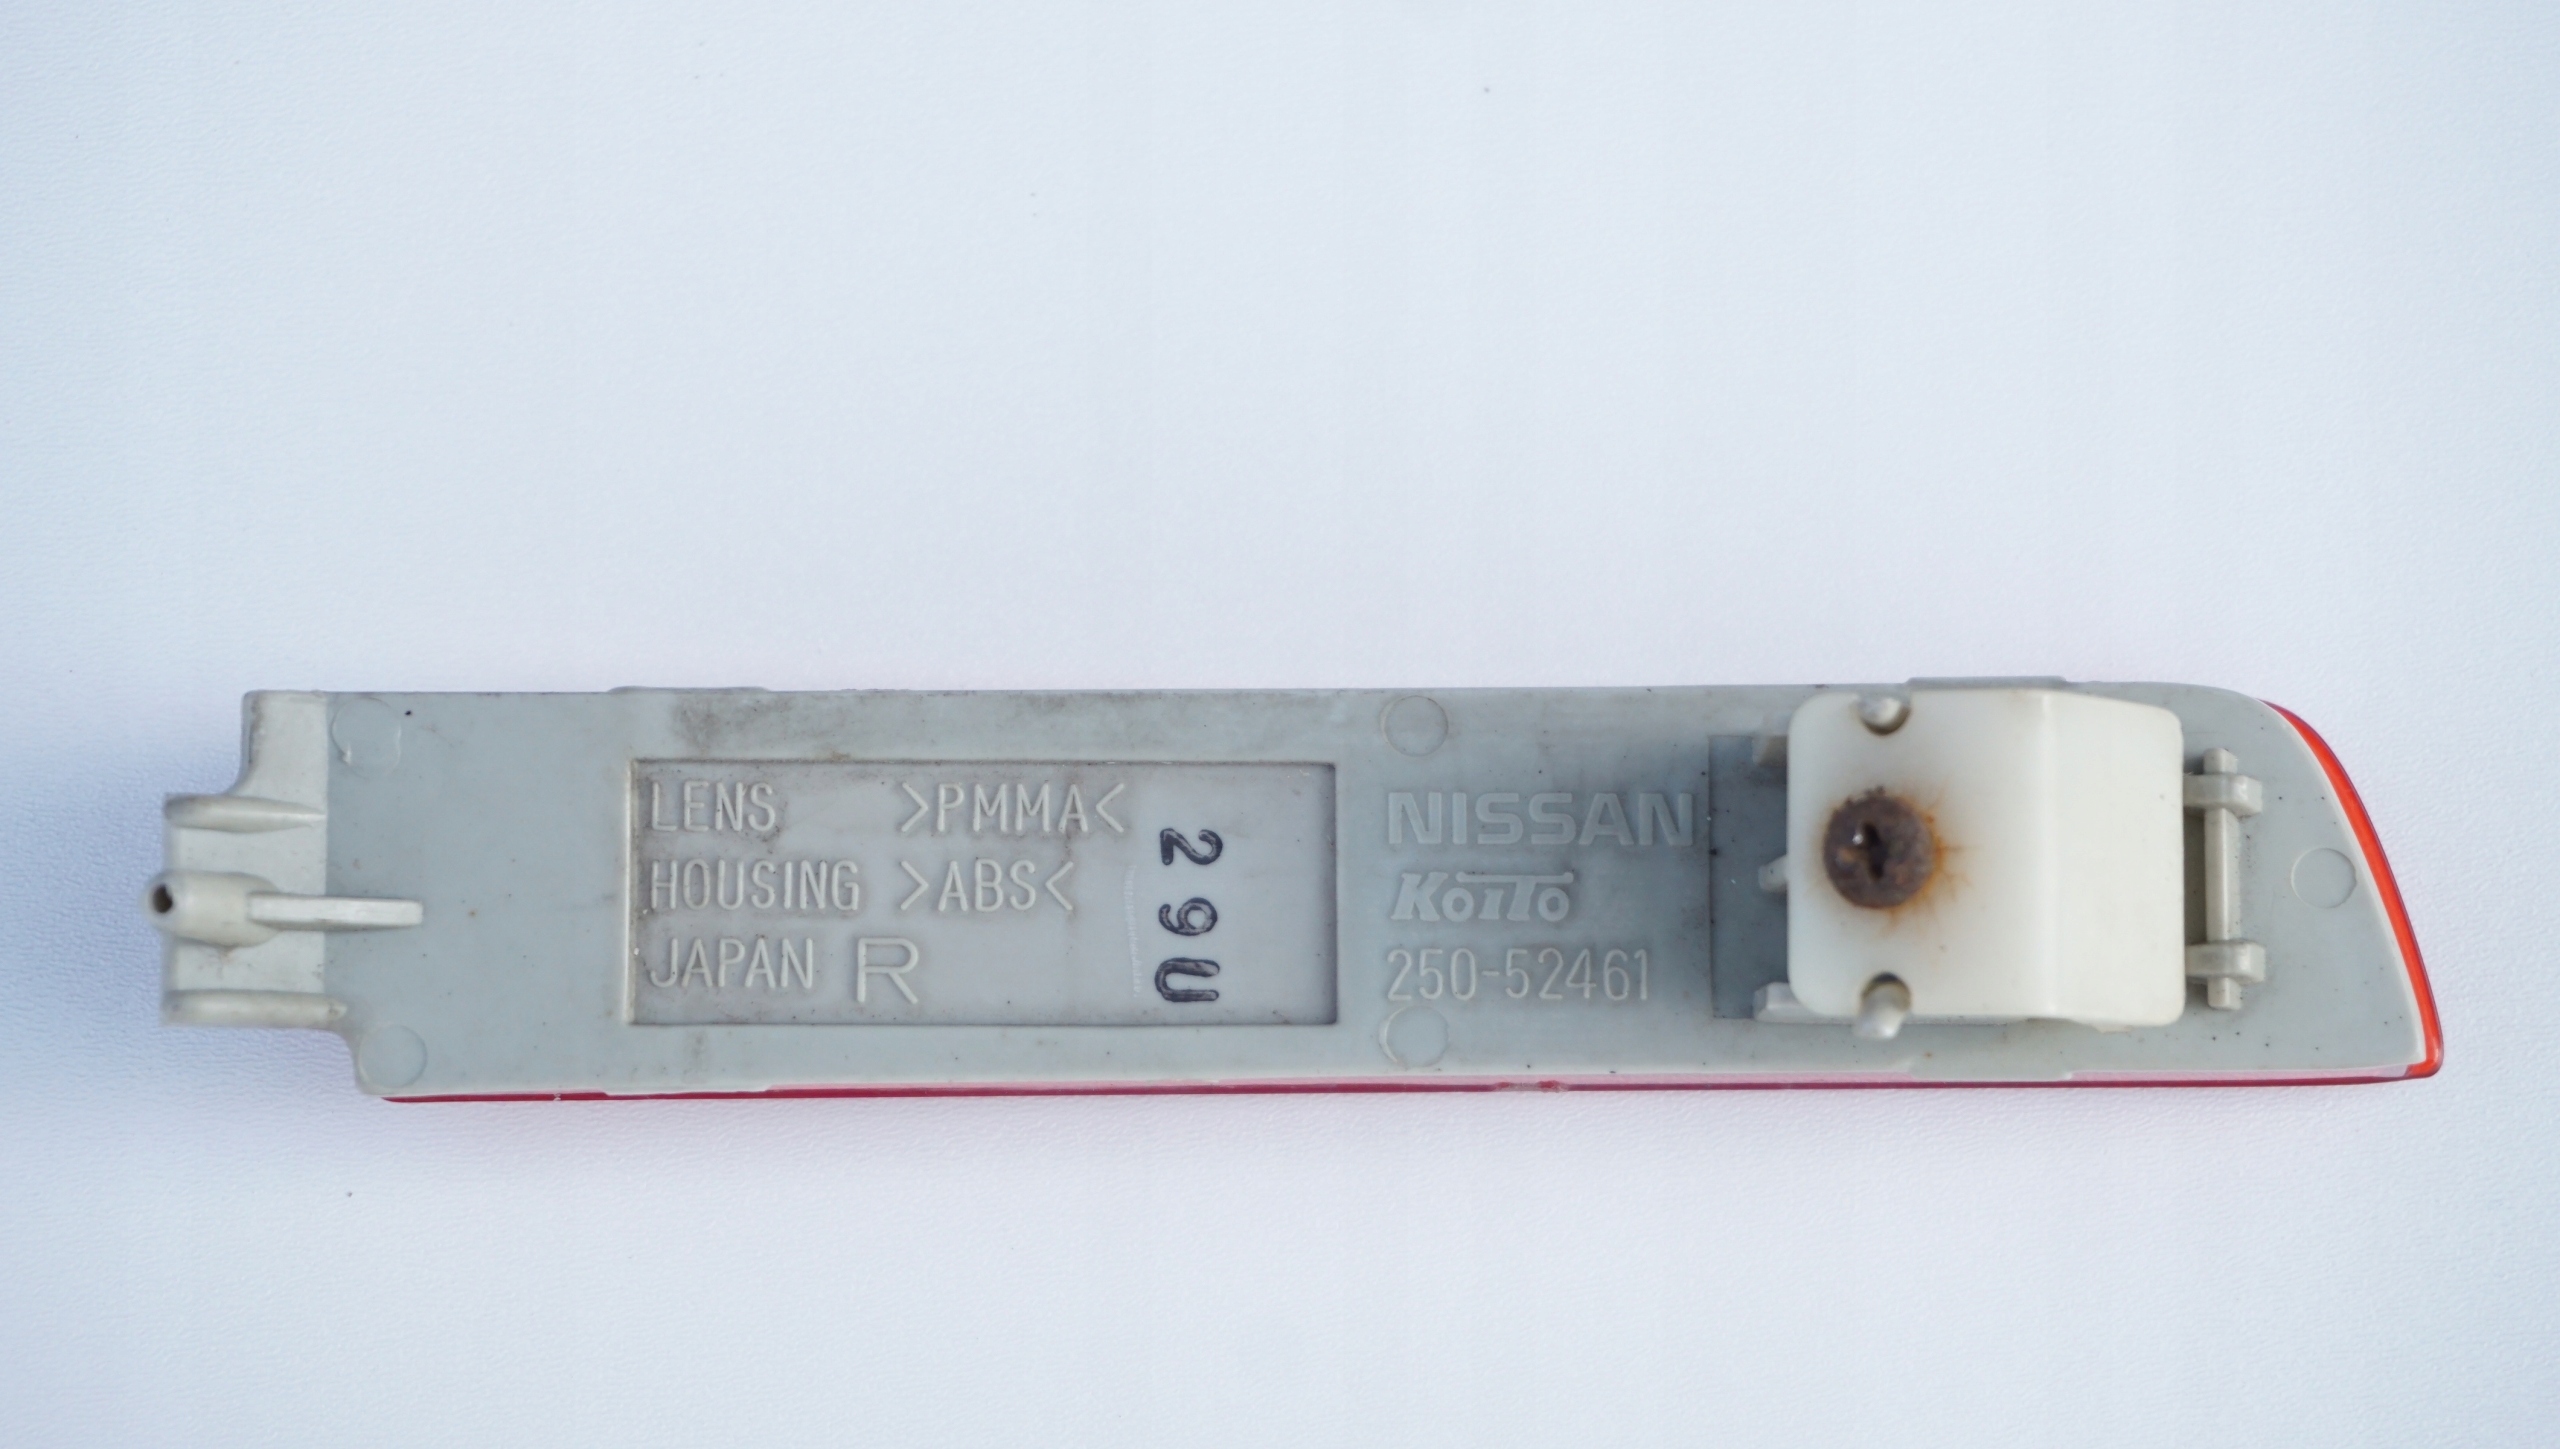 LENS >PMMA<
HOUSING >ABS<
JAPAN R
29U
NISSAN
KOITO
250-52461